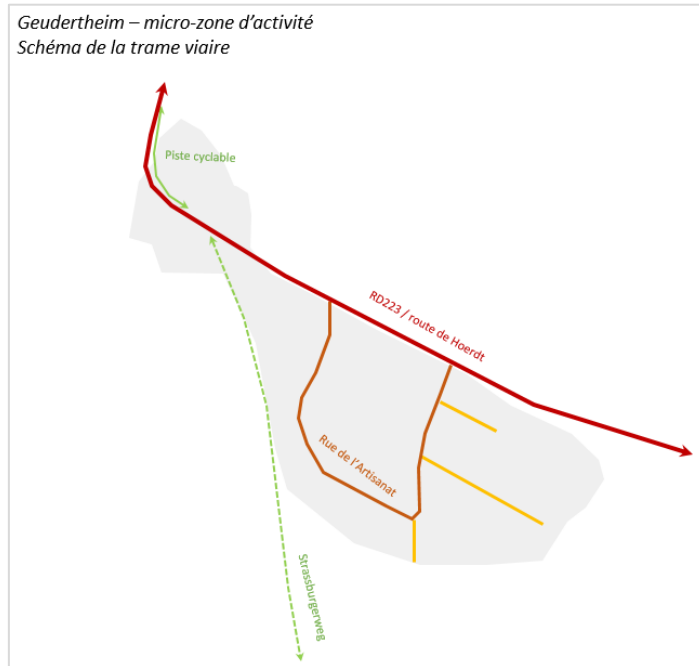 Geudertheim – micro-zone d'activité
Schéma de la trame viaire
Piste cyclable
RD223 / route de Hoerdt
Rue de l'Artisanat
Strassburgerweg